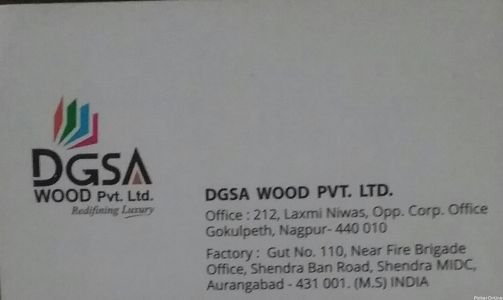 DGSA
WOOD Pvt. Ltd.
Redifining Luxury
DGSA WOOD PVT. LTD.
Office : 212, Laxmi Niwas, Opp. Corp. Office
Gokulpeth, Nagpur- 440 010
Factory : Gut No. 110, Near Fire Brigade
Office, Shendra Ban Road, Shendra MIDC,
Aurangabad - 431 001. (M.S) INDIA